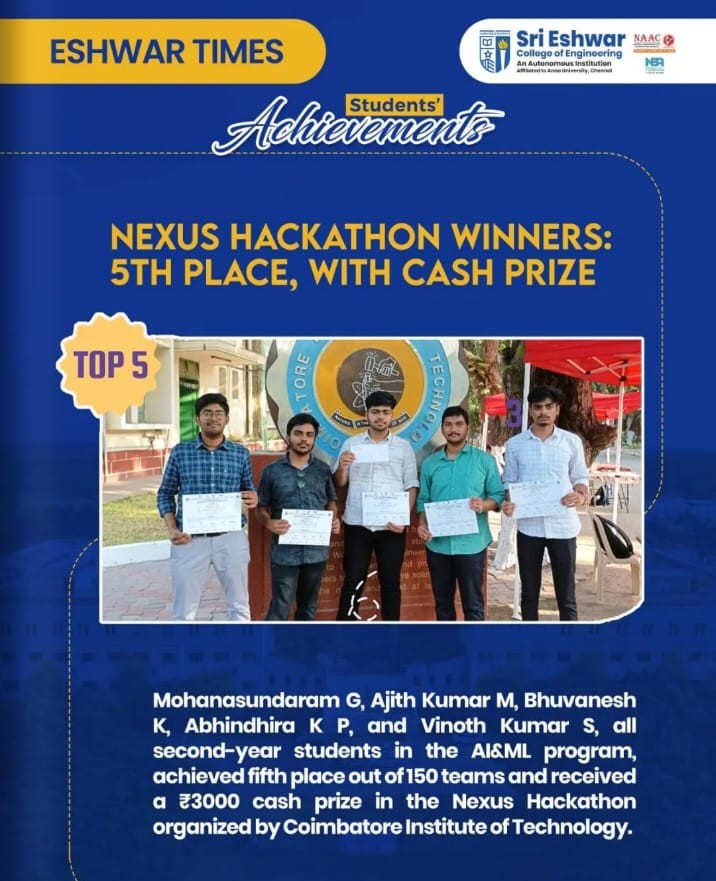 ESHWAR TIMES
Sri Eshwar
College of Engineering
An Autonomous Institution
Affiliated to Anna University, Chennai
NAAC
NBA
Students'
Achievements
NEXUS HACKATHON WINNERS:
5TH PLACE, WITH CASH PRIZE
TOP 5
COIMBATORE
TECHNOLO
3
Mohanasundaram G, Ajith Kumar M, Bhuvanesh
K, Abhindhira K P, and Vinoth Kumar S, all
second-year students in the AI&ML program,
achieved fifth place out of 150 teams and received
a ₹3000 cash prize in the Nexus Hackathon
organized by Coimbatore Institute of Technology.